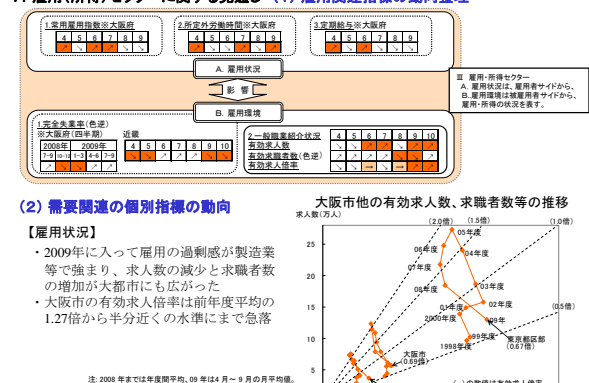 1.常用雇用指数※大阪府
2.所定外労働時間※大阪府
3.定期給与※大阪府
4 5 6 7 8 9
4 5 6 7 8 9
4 5 6 7 8 9
A. 雇用状況
影 響
B. 雇用環境
Ⅲ 雇用・所得セクター
A. 雇用状況は、雇用者サイドから、
B.雇用環境は被雇用者サイドから、
雇用・所得の状況を表す。
1.完全失業率(色逆)
※大阪府(四半期) 近畿
2008年 2009年
7-9 10-12 1-3 4-6 7-9
4 5 6 7 8 9 10
2.一般職業紹介状況
4 5 6 7 8 9 10
有効求人数
有効求職者数(色逆)
有効求人倍率
(2) 需要関連の個別指標の動向
【雇用状況】
・2009年に入って雇用の過剰感が製造業
等で強まり、求人数の減少と求職者数
の増加が大都市にも広がった
・大阪市の有効求人倍率は前年度平均の
1.27倍から半分近くの水準にまで急落
注: 2008 年までは年度間平均、09 年は4 月～ 9 月の月平均値。
大阪市他の有効求人数、求職者数等の推移
求人数(万人)
(2.0倍) (1.5倍) (1.0倍)
25
20
15
10
5
05年度
06年度
04年度
07年度
08年度
03年度
02年度
01年度
2000年度
09年
99年度
1998年度
東京都区部
(0.67倍)
大阪市
(0.69倍)
(0.5倍)